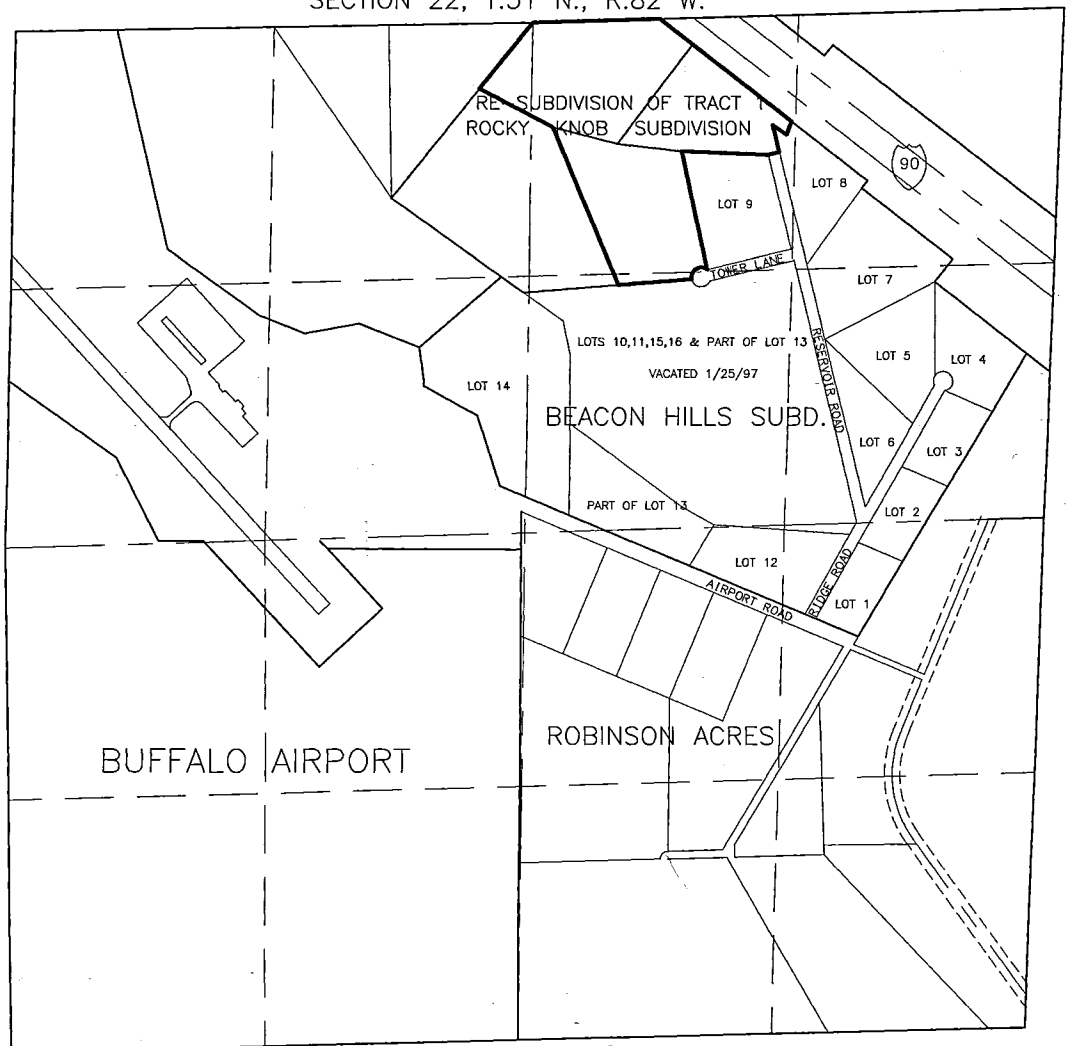 SECTION 22, T.51 N., R.82 W.
RE-SUBDIVISION OF TRACT 1
ROCKY KNOB SUBDIVISION
90
LOT 8
LOT 9
TOWER LANE
LOT 7
LOTS 10,11,15,16 & PART OF LOT 13
VACATED 1/25/97
RESERVOIR ROAD
LOT 5
LOT 4
LOT 14
BEACON HILLS SUBD.
LOT 6
LOT 3
PART OF LOT 13
LOT 2
LOT 12
AIRPORT ROAD
RIDGE ROAD
LOT 1
ROBINSON ACRES
BUFFALO AIRPORT